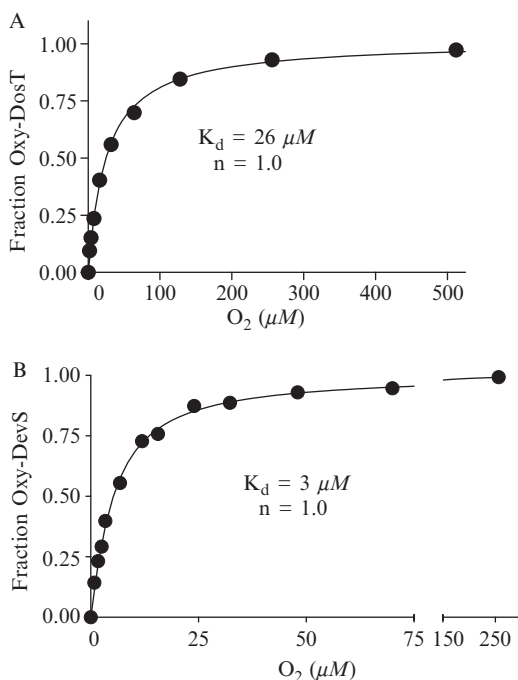 A
Fraction Oxy-DosT
1.00
0.75
0.50
0.25
0.00
K_d = 26 μM
n = 1.0
0 100 200 300 400 500
O₂ (μM)
B
Fraction Oxy-DevS
1.00
0.75
0.50
0.25
0.00
K_d = 3 μM
n = 1.0
0 25 50 75 150 250
O₂ (μM)